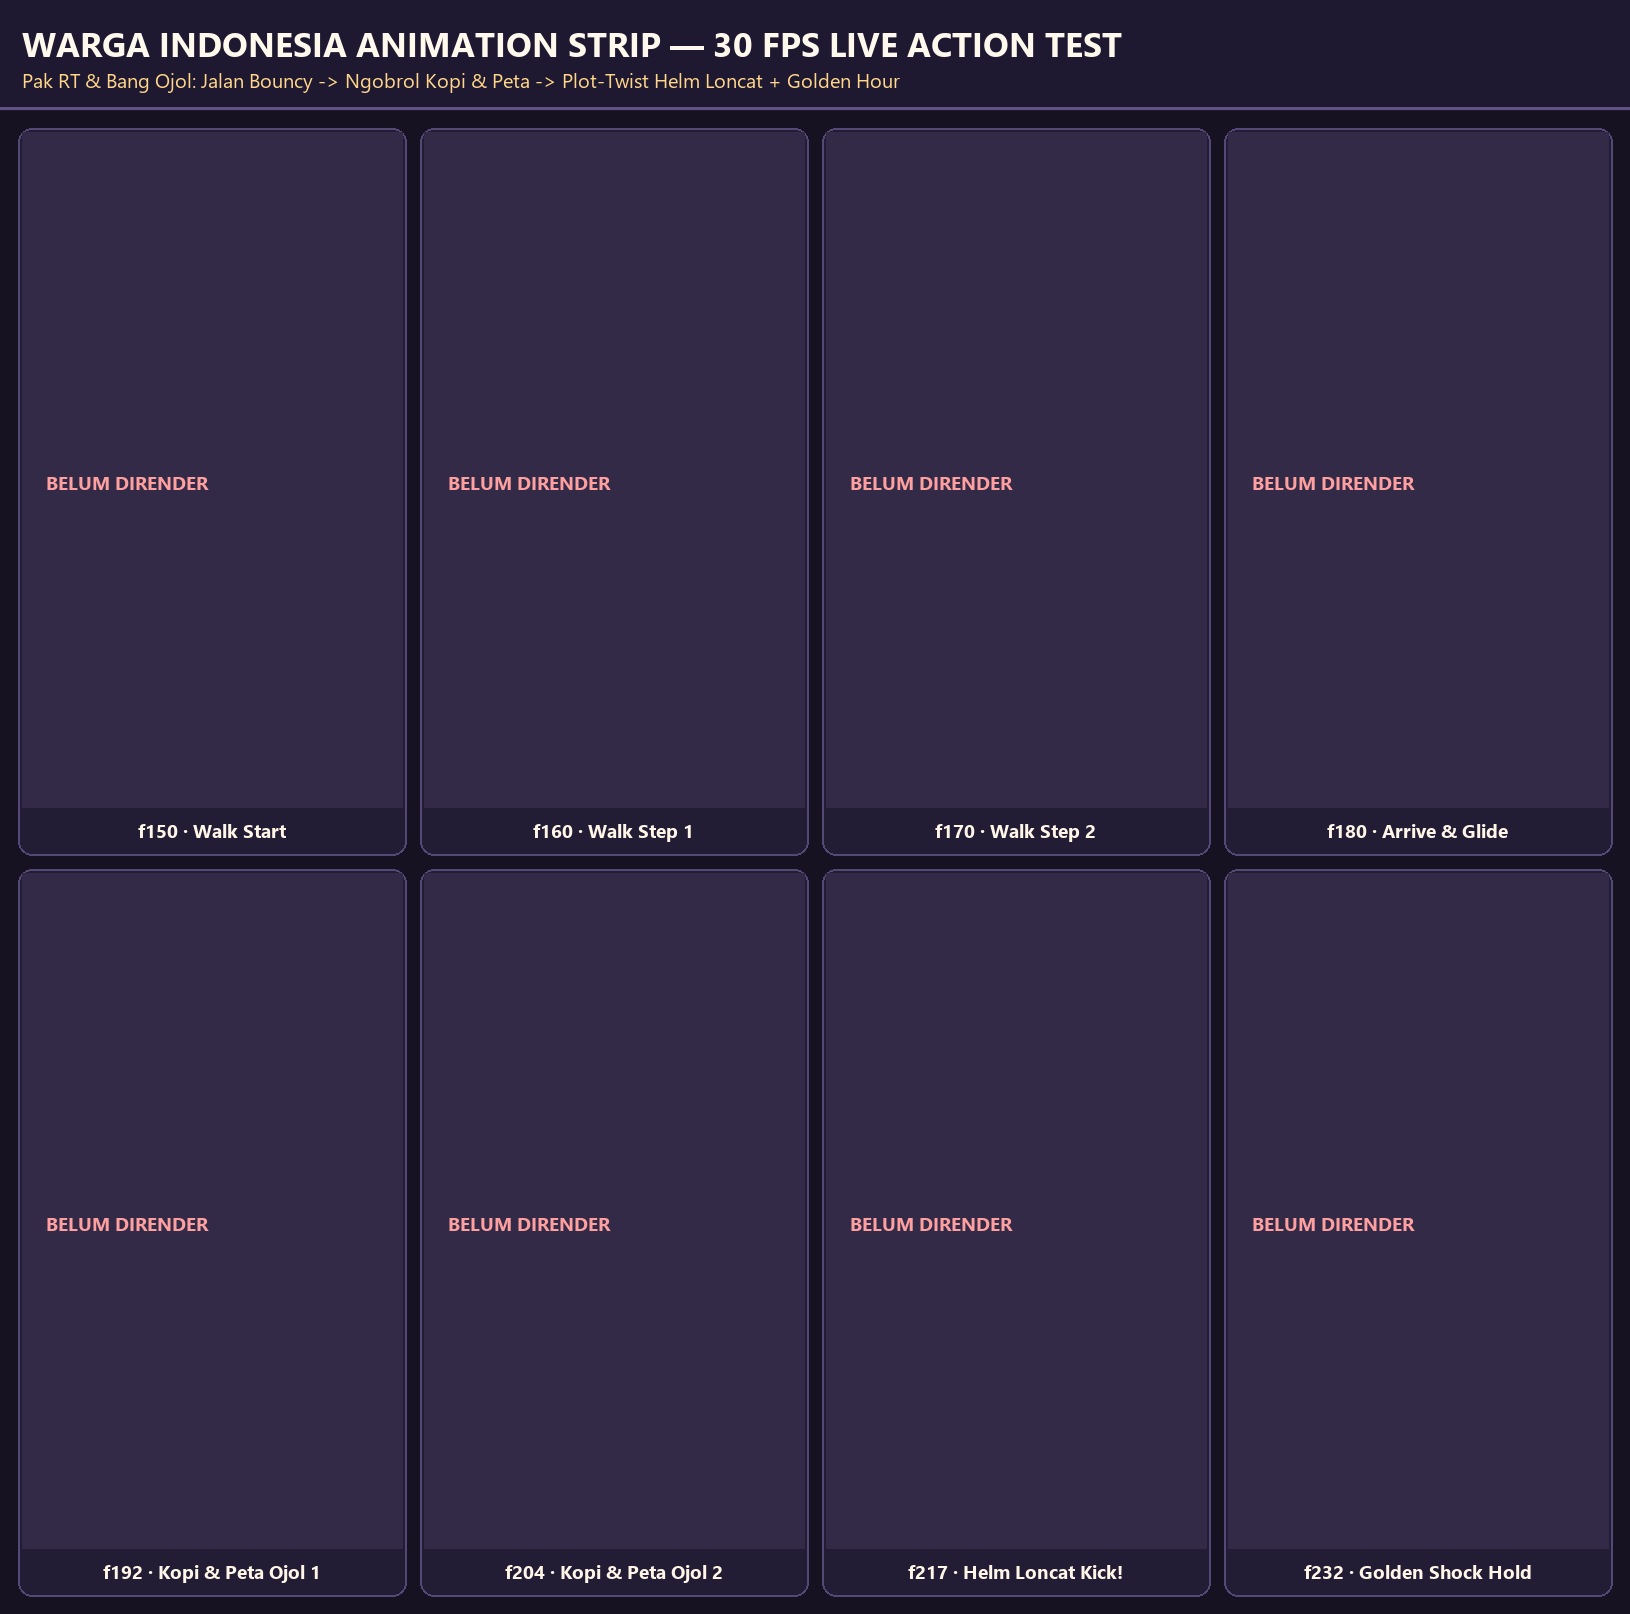 WARGA INDONESIA ANIMATION STRIP — 30 FPS LIVE ACTION TEST
Pak RT & Bang Ojol: Jalan Bouncy -> Ngobrol Kopi & Peta -> Plot-Twist Helm Loncat + Golden Hour
BELUM DIRENDER
BELUM DIRENDER
BELUM DIRENDER
BELUM DIRENDER
f150 · Walk Start
f160 · Walk Step 1
f170 · Walk Step 2
f180 · Arrive & Glide
BELUM DIRENDER
BELUM DIRENDER
BELUM DIRENDER
BELUM DIRENDER
f192 · Kopi & Peta Ojol 1
f204 · Kopi & Peta Ojol 2
f217 · Helm Loncat Kick!
f232 · Golden Shock Hold